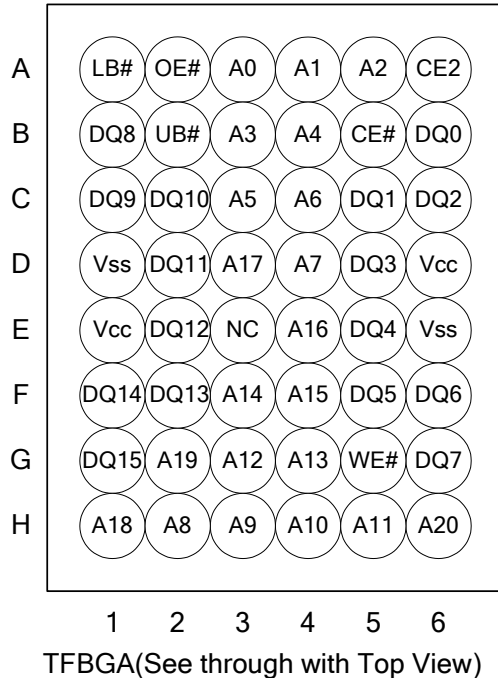 A LB# OE# A0 A1 A2 CE2
B DQ8 UB# A3 A4 CE# DQ0
C DQ9 DQ10 A5 A6 DQ1 DQ2
D Vss DQ11 A17 A7 DQ3 Vcc
E Vcc DQ12 NC A16 DQ4 Vss
F DQ14 DQ13 A14 A15 DQ5 DQ6
G DQ15 A19 A12 A13 WE# DQ7
H A18 A8 A9 A10 A11 A20
1 2 3 4 5 6
TFBGA(See through with Top View)